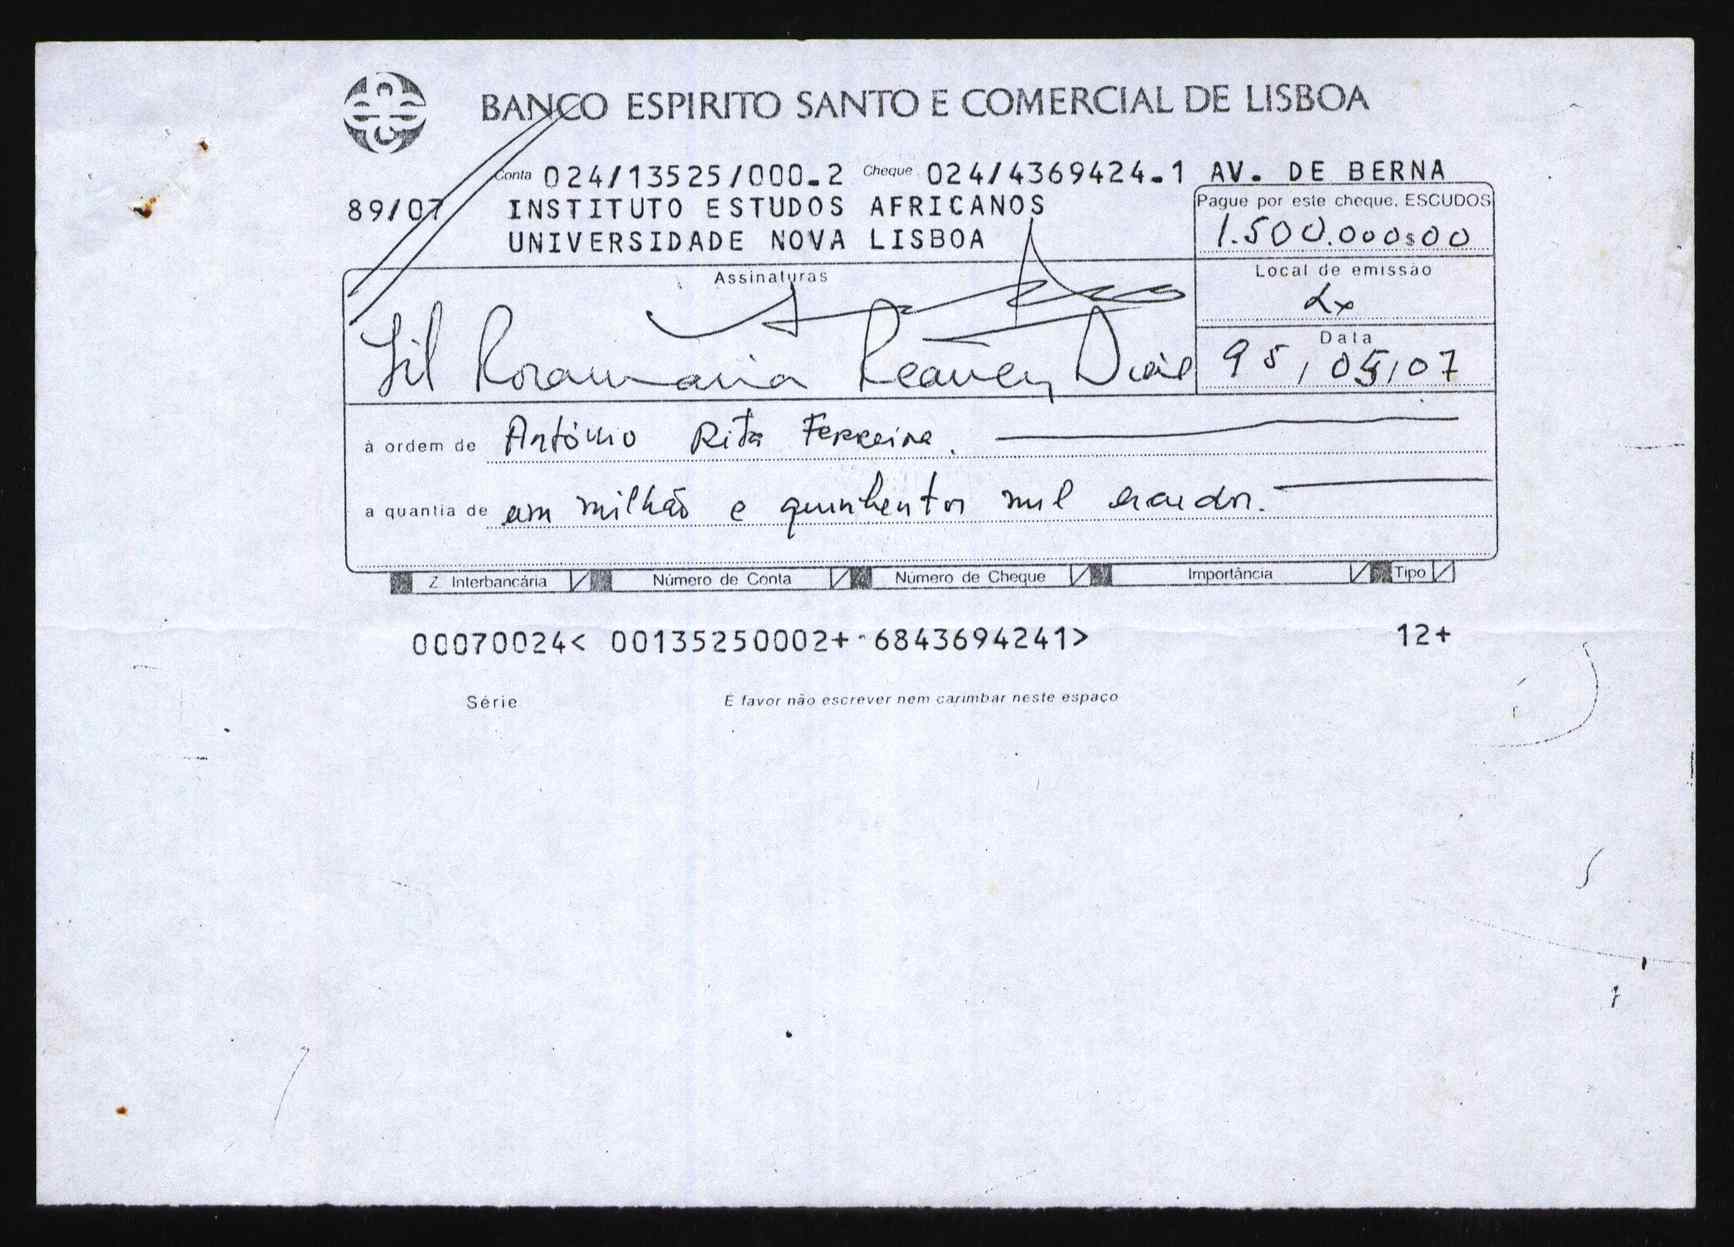 BANCO ESPIRITO SANTO E COMERCIAL DE LISBOA
Conta 024/13525/000.2 Cheque 024/4369424.1 AV. DE BERNA
89/07 INSTITUTO ESTUDOS AFRICANOS
UNIVERSIDADE NOVA LISBOA
Pague por este cheque, ESCUDOS
1.500.000$00
Assinaturas
Local de emissão
Lx
Data
95,05,07
à ordem de António Rita Ferreira
a quantia de um milhão e quinhentos mil escudos.
Z. Interbancária Número de Conta Número de Cheque Importância Tipo
00070024< 00135250002+ 6843694241> 12+
Série É favor não escrever nem carimbar neste espaço